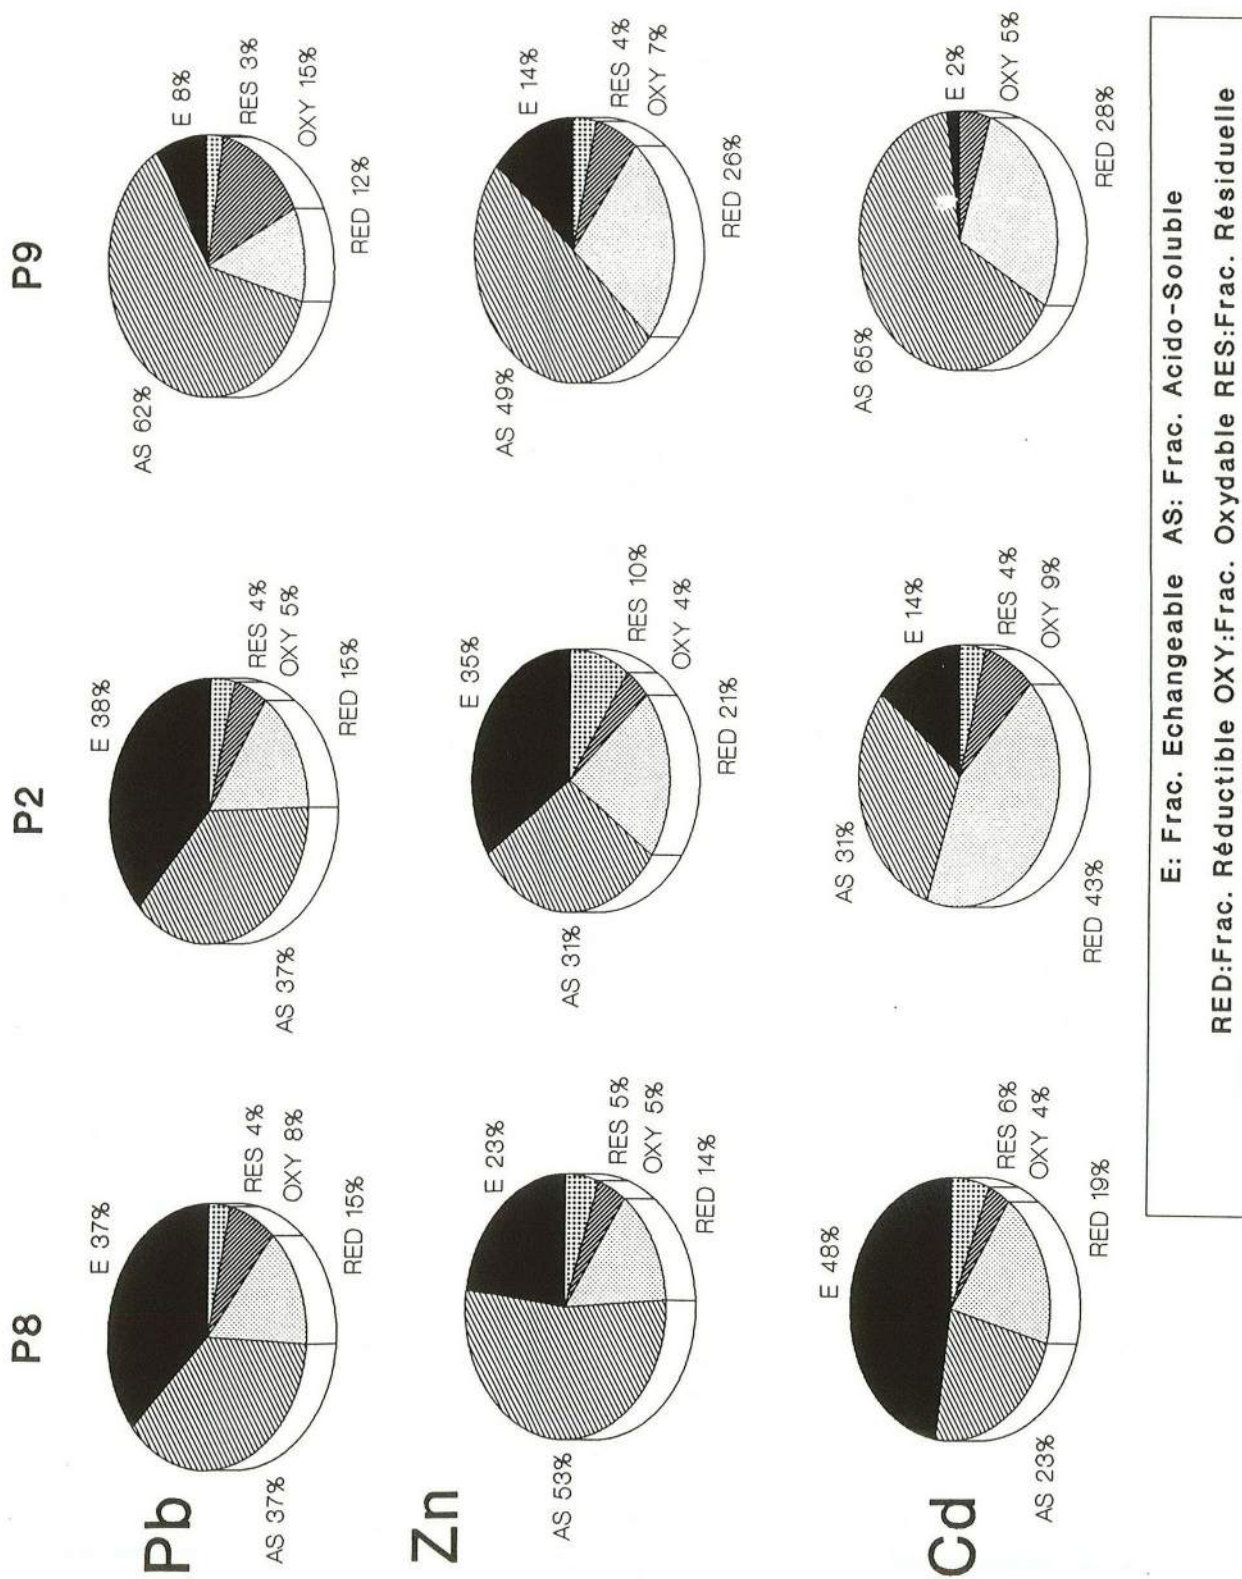 P8
P2
P9
Pb
E 37%
RES 4%
OXY 8%
RED 15%
AS 37%
E 38%
RES 4%
OXY 5%
RED 15%
AS 37%
E 8%
RES 3%
OXY 15%
RED 12%
AS 62%
Zn
E 23%
RES 5%
OXY 5%
RED 14%
AS 53%
E 35%
RES 10%
OXY 4%
RED 21%
AS 31%
E 14%
RES 4%
OXY 7%
RED 26%
AS 49%
Cd
E 48%
RES 6%
OXY 4%
RED 19%
AS 23%
E 14%
RES 4%
OXY 9%
RED 43%
AS 31%
E 2%
OXY 5%
RED 28%
AS 65%
E: Frac. Echangeable AS: Frac. Acido-Soluble
RED:Frac. Réductible OXY:Frac. Oxydable RES:Frac. Résiduelle